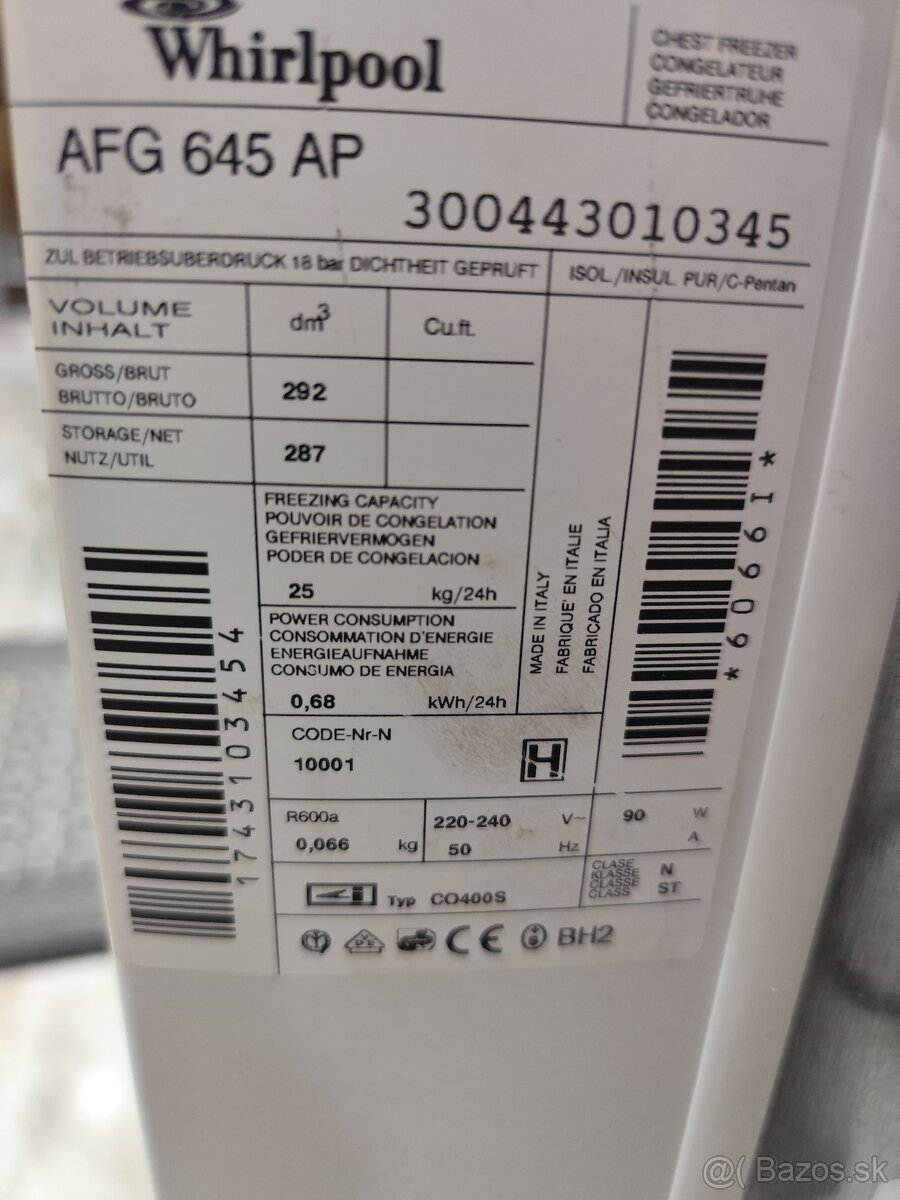 Whirlpool
CHEST FREEZER
CONGELATEUR
GEFRIERTRUHE
CONGELADOR
AFG 645 AP
300443010345
ZUL BETRIEBSUBERDRUCK 18 bar DICHTHEIT GEPRUFT
ISOL./INSUL. PUR/C-Pentan
VOLUME
INHALT
dm³
Cu.ft.
GROSS/BRUT
BRUTTO/BRUTO
292
STORAGE/NET
NUTZ/UTIL
287
FREEZING CAPACITY
POUVOIR DE CONGELATION
GEFRIERVERMOGEN
PODER DE CONGELACION
25 kg/24h
POWER CONSUMPTION
CONSOMMATION D'ENERGIE
ENERGIEAUFNAHME
CONSUMO DE ENERGIA
0,68 kWh/24h
MADE IN ITALY
FABRIQUE' EN ITALIE
FABRICADO EN ITALIA
*19909*
1743103454
CODE-Nr-N
10001
H
R600a
0,066 kg
220-240 V~
50 Hz
90 W
A
Typ CO400S
CLASE
KLASSE
CLASSE
CLASS
N
ST
CE
BH2
@( Bazos.sk